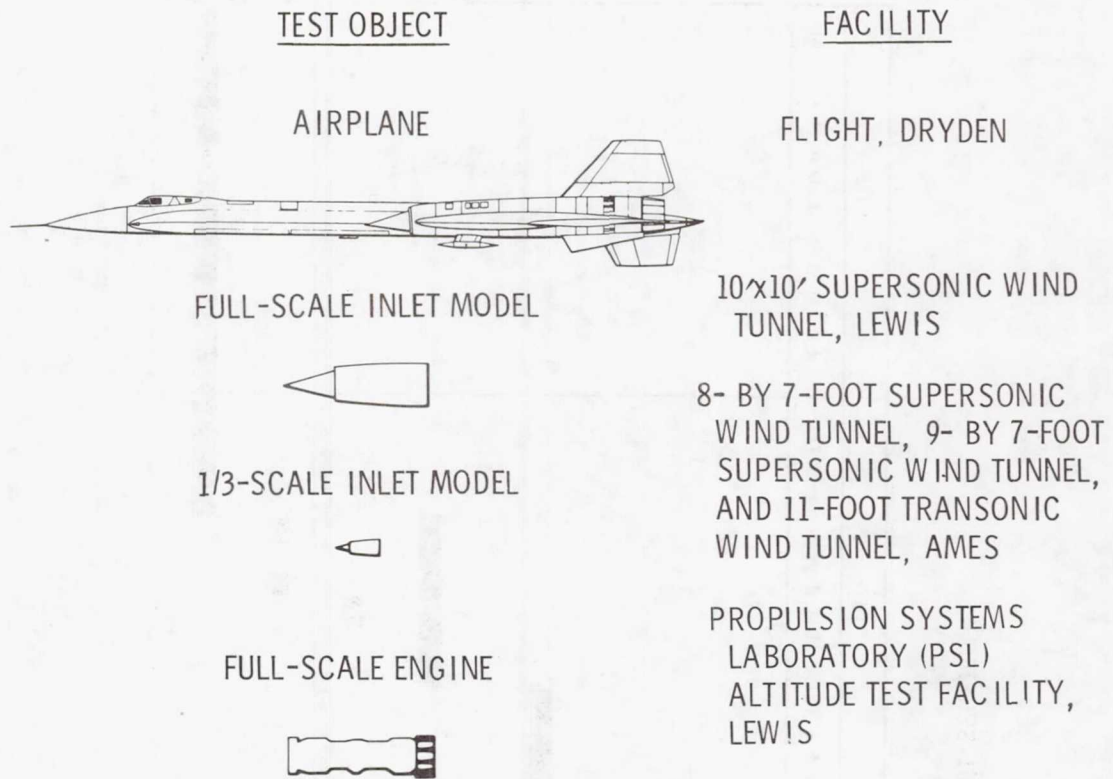 TEST OBJECT
FACILITY
AIRPLANE
FLIGHT, DRYDEN
FULL-SCALE INLET MODEL
10'x10' SUPERSONIC WIND
TUNNEL, LEWIS
1/3-SCALE INLET MODEL
8- BY 7-FOOT SUPERSONIC
WIND TUNNEL, 9- BY 7-FOOT
SUPERSONIC WIND TUNNEL,
AND 11-FOOT TRANSONIC
WIND TUNNEL, AMES
FULL-SCALE ENGINE
PROPULSION SYSTEMS
LABORATORY (PSL)
ALTITUDE TEST FACILITY,
LEWIS